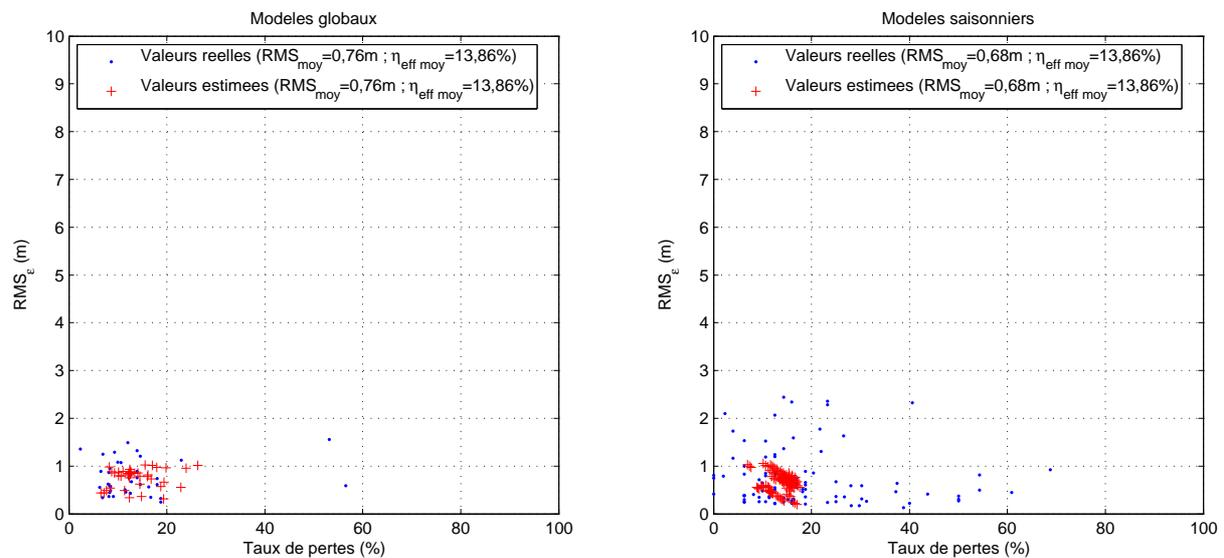 Modeles globaux
10
9
8
7
6
5
4
3
2
1
0
RMS_ε (m)
Valeurs reelles (RMS_moy=0,76m ; η_eff moy=13,86%)
Valeurs estimees (RMS_moy=0,76m ; η_eff moy=13,86%)
0 20 40 60 80 100
Taux de pertes (%)
Modeles saisonniers
10
9
8
7
6
5
4
3
2
1
0
RMS_ε (m)
Valeurs reelles (RMS_moy=0,68m ; η_eff moy=13,86%)
Valeurs estimees (RMS_moy=0,68m ; η_eff moy=13,86%)
0 20 40 60 80 100
Taux de pertes (%)